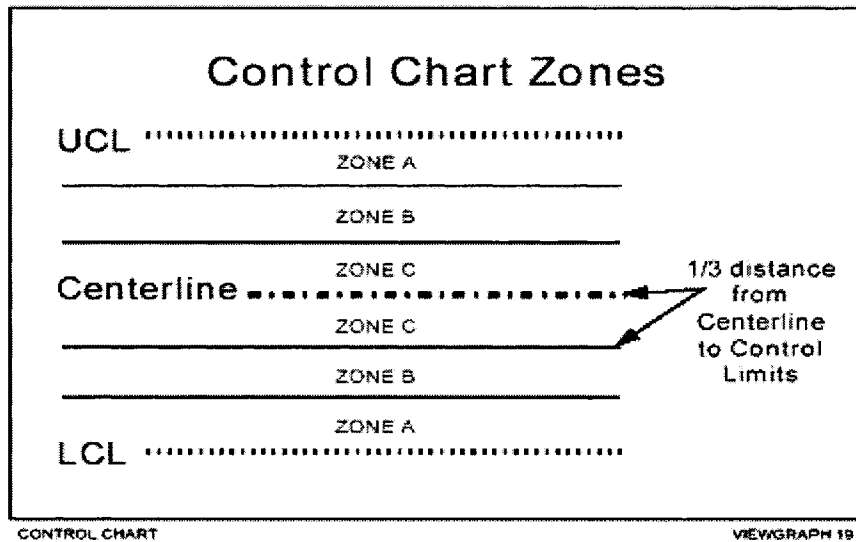 Control Chart Zones
UCL
ZONE A
ZONE B
ZONE C
Centerline
1/3 distance
from
Centerline
to Control
Limits
ZONE C
ZONE B
ZONE A
LCL
CONTROL CHART
VIEWGRAPH 19